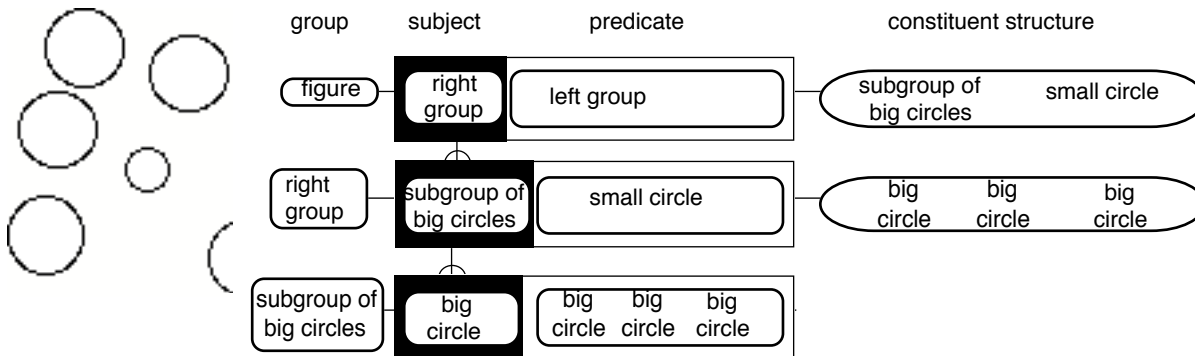 group subject predicate constituent structure
figure
right
group
left group
subgroup of
big circles
small circle
right
group
subgroup of
big circles
small circle
big
circle
big
circle
big
circle
subgroup of
big circles
big
circle
big
circle
big
circle
big
circle